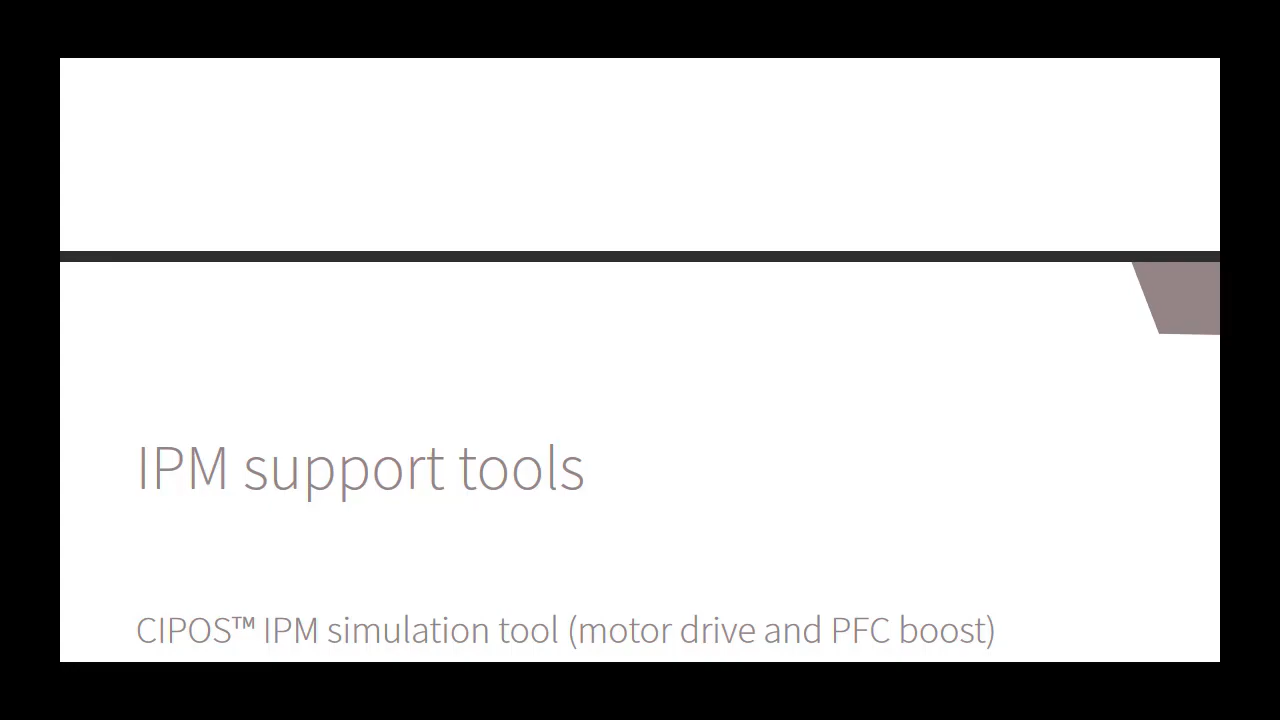 IPM support tools
CIPOS™ IPM simulation tool (motor drive and PFC boost)